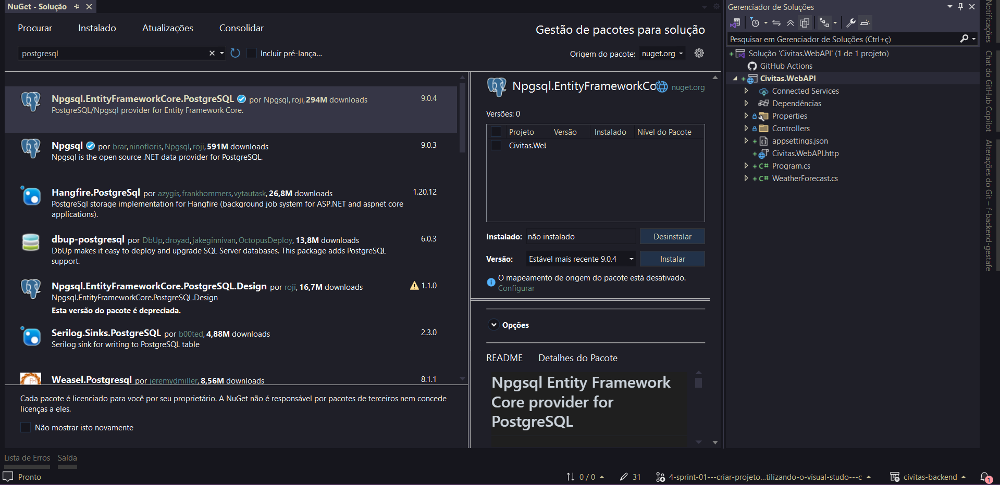 NuGet - Solução
Procurar
Instalado
Atualizações
Consolidar
Gestão de pacotes para solução
postgresql
Incluir pré-lança...
Origem do pacote: nuget.org
Npgsql.EntityFrameworkCore.PostgreSQL por Npgsql, roji, 294M downloads
9.0.4
PostgreSQL/Npgsql provider for Entity Framework Core.
Npgsql por brar, ninofloris, Npgsql, roji, 591M downloads
9.0.3
Npgsql is the open source .NET data provider for PostgreSQL.
Hangfire.PostgreSql por azygis, frankhommers, vytautask, 26,8M downloads
1.20.12
PostgreSql storage implementation for Hangfire (background job system for ASP.NET and aspnet core
applications).
dbup-postgresql por DbUp, droyad, jakeginnivan, OctopusDeploy, 13,8M downloads
6.0.3
DbUp makes it easy to deploy and upgrade SQL Server databases. This package adds PostgreSQL
support.
Npgsql.EntityFrameworkCore.PostgreSQL.Design por roji, 16,7M downloads
1.1.0
Npgsql.EntityFrameworkCore.PostgreSQL.Design
Esta versão do pacote é depreciada.
Serilog.Sinks.PostgreSQL por b00ted, 4,88M downloads
2.3.0
Serilog sink for writing to PostgreSQL table
Weasel.Postgresql por jeremydmiller, 8,56M downloads
8.1.1
Cada pacote é licenciado para você por seu proprietário. A NuGet não é responsável por pacotes de terceiros nem concede
licenças a eles.
Não mostrar isto novamente
Npgsql.EntityFrameworkCo
nuget.org
Versões: 0
Projeto
Versão
Instalado
Nível do Pacote
Civitas.Wel
Instalado: não instalado
Desinstalar
Versão: Estável mais recente 9.0.4
Instalar
O mapeamento de origem do pacote está desativado.
Configurar
Opções
README
Detalhes do Pacote
Npgsql Entity Framework
Core provider for
PostgreSQL
Gerenciador de Soluções
Pesquisar em Gerenciador de Soluções (Ctrl+ç)
Solução 'Civitas.WebAPI' (1 de 1 projeto)
GitHub Actions
Civitas.WebAPI
Connected Services
Dependências
Properties
Controllers
appsettings.json
Civitas.WebAPI.http
C# Program.cs
C# WeatherForecast.cs
Notificações
Chat do GitHub Copilot
Alterações do Git – f-backend-gestafe
Lista de Erros
Saída
Pronto
0 / 0
31
4-sprint-01---criar-projeto...tilizando-o-visual-studo---c
civitas-backend
1